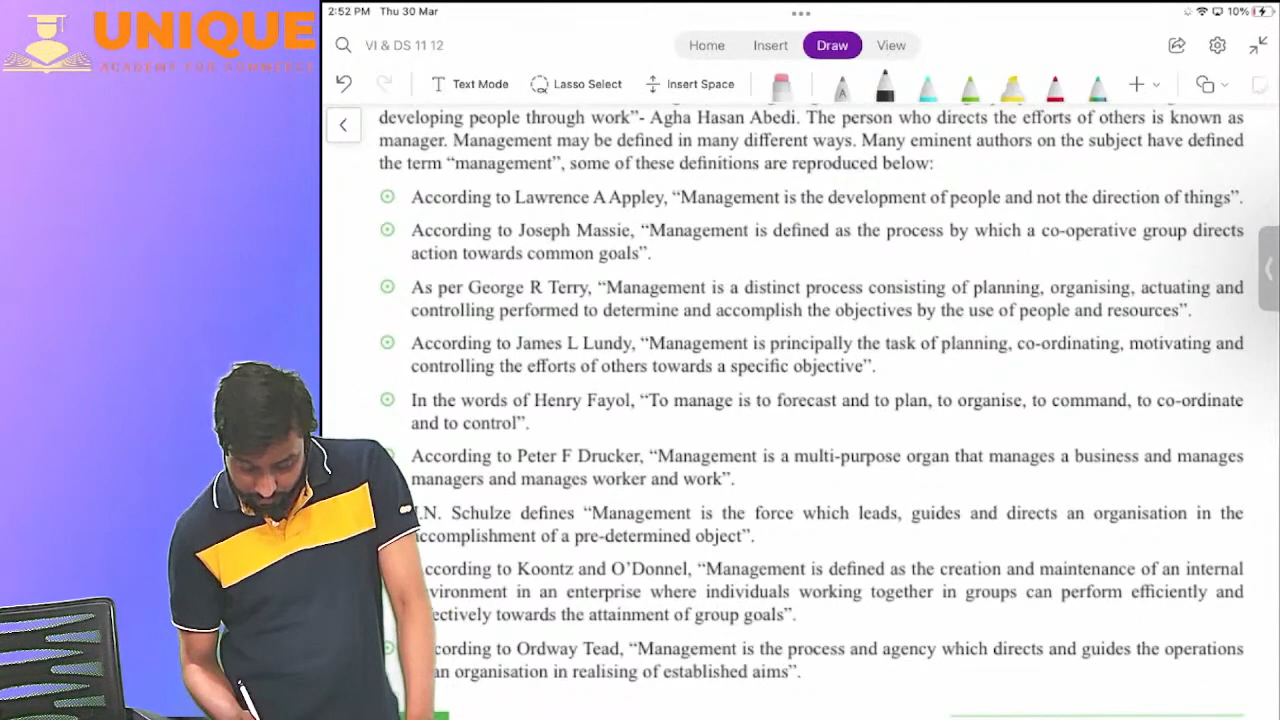 2:52 PM Thu 30 Mar
10%
UNIQUE
ACADEMY FOR COMMERCE
VI & DS 11 12
Home Insert Draw View
Text Mode Lasso Select Insert Space
developing people through work”- Agha Hasan Abedi. The person who directs the efforts of others is known as
manager. Management may be defined in many different ways. Many eminent authors on the subject have defined
the term “management”, some of these definitions are reproduced below:
According to Lawrence A Appley, “Management is the development of people and not the direction of things”.
According to Joseph Massie, “Management is defined as the process by which a co-operative group directs
action towards common goals”.
As per George R Terry, “Management is a distinct process consisting of planning, organising, actuating and
controlling performed to determine and accomplish the objectives by the use of people and resources”.
According to James L Lundy, “Management is principally the task of planning, co-ordinating, motivating and
controlling the efforts of others towards a specific objective”.
In the words of Henry Fayol, “To manage is to forecast and to plan, to organise, to command, to co-ordinate
and to control”.
According to Peter F Drucker, “Management is a multi-purpose organ that manages a business and manages
managers and manages worker and work”.
.N. Schulze defines “Management is the force which leads, guides and directs an organisation in the
ccomplishment of a pre-determined object”.
ccording to Koontz and O’Donnel, “Management is defined as the creation and maintenance of an internal
vironment in an enterprise where individuals working together in groups can perform efficiently and
ectively towards the attainment of group goals”.
cording to Ordway Tead, “Management is the process and agency which directs and guides the operations
an organisation in realising of established aims”.